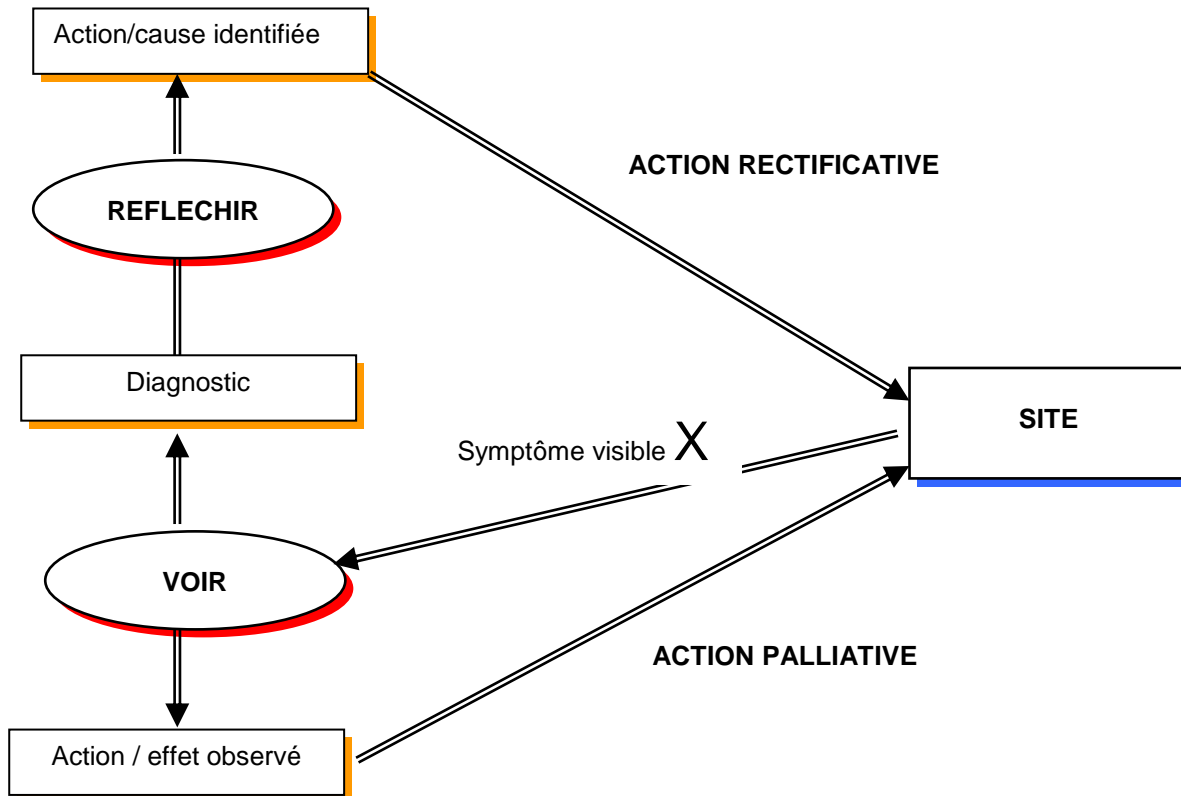 Action/cause identifiée
ACTION RECTIFICATIVE
REFLECHIR
Diagnostic
SITE
Symptôme visible X
VOIR
ACTION PALLIATIVE
Action / effet observé